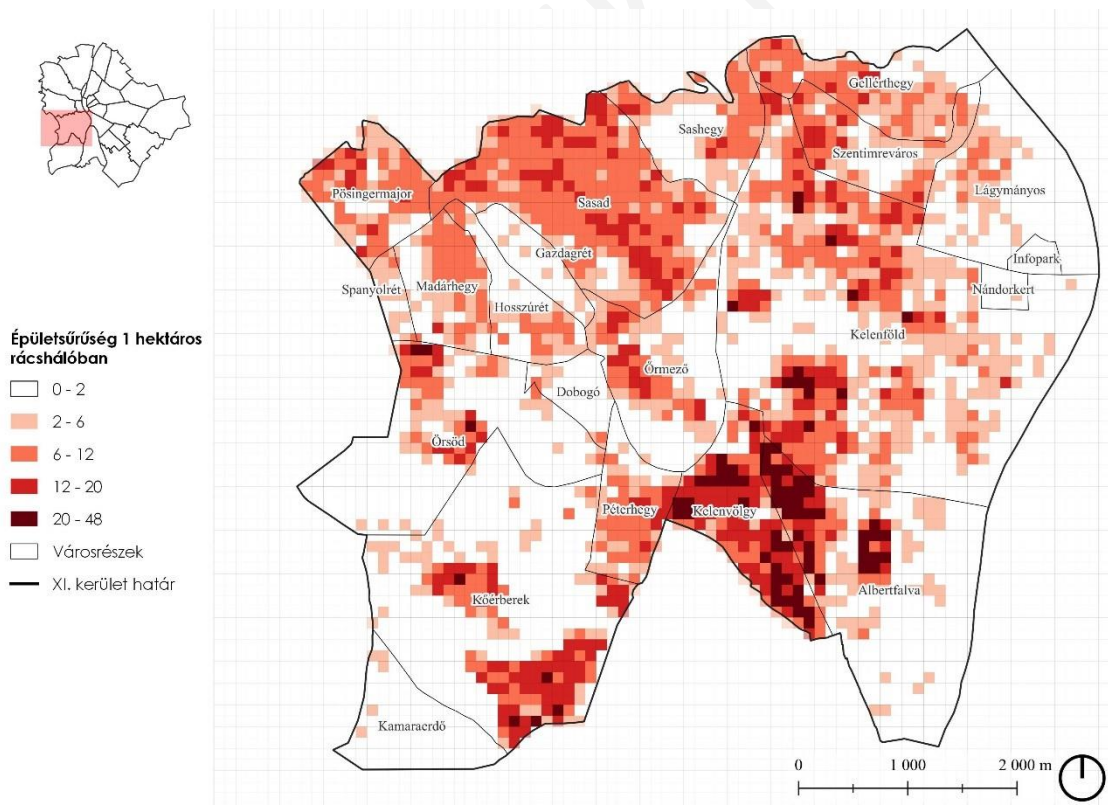 Gellérthegy
Sashegy
Szentimreváros
Pösingermajor
Sasad
Lágymányos
Gazdagrét
Infopark
Spanyolrét
Madárhegy
Nándorkert
Hosszúrét
Kelenföld
Épületsűrűség 1 hektáros
rácshálóban
0 - 2
2 - 6
6 - 12
12 - 20
20 - 48
Városrészek
XI. kerület határ
Őrmező
Dobogó
Őrsöd
Péterhegy
Kelenvölgy
Albertfalva
Kőérberek
Kamaraerdő
0 1 000 2 000 m